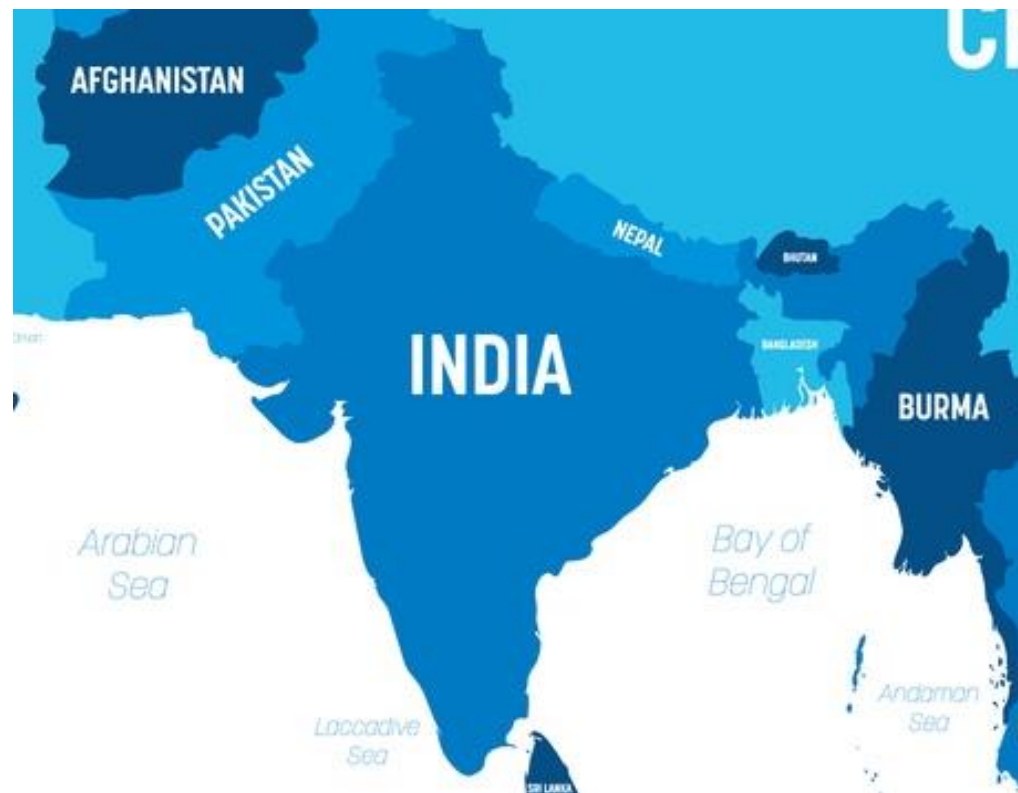 AFGHANISTAN
PAKISTAN
NEPAL
BHUTAN
INDIA
BANGLADESH
BURMA
Arabian
Sea
Bay of
Bengal
Laccadive
Sea
Andaman
Sea
SRI LANKA